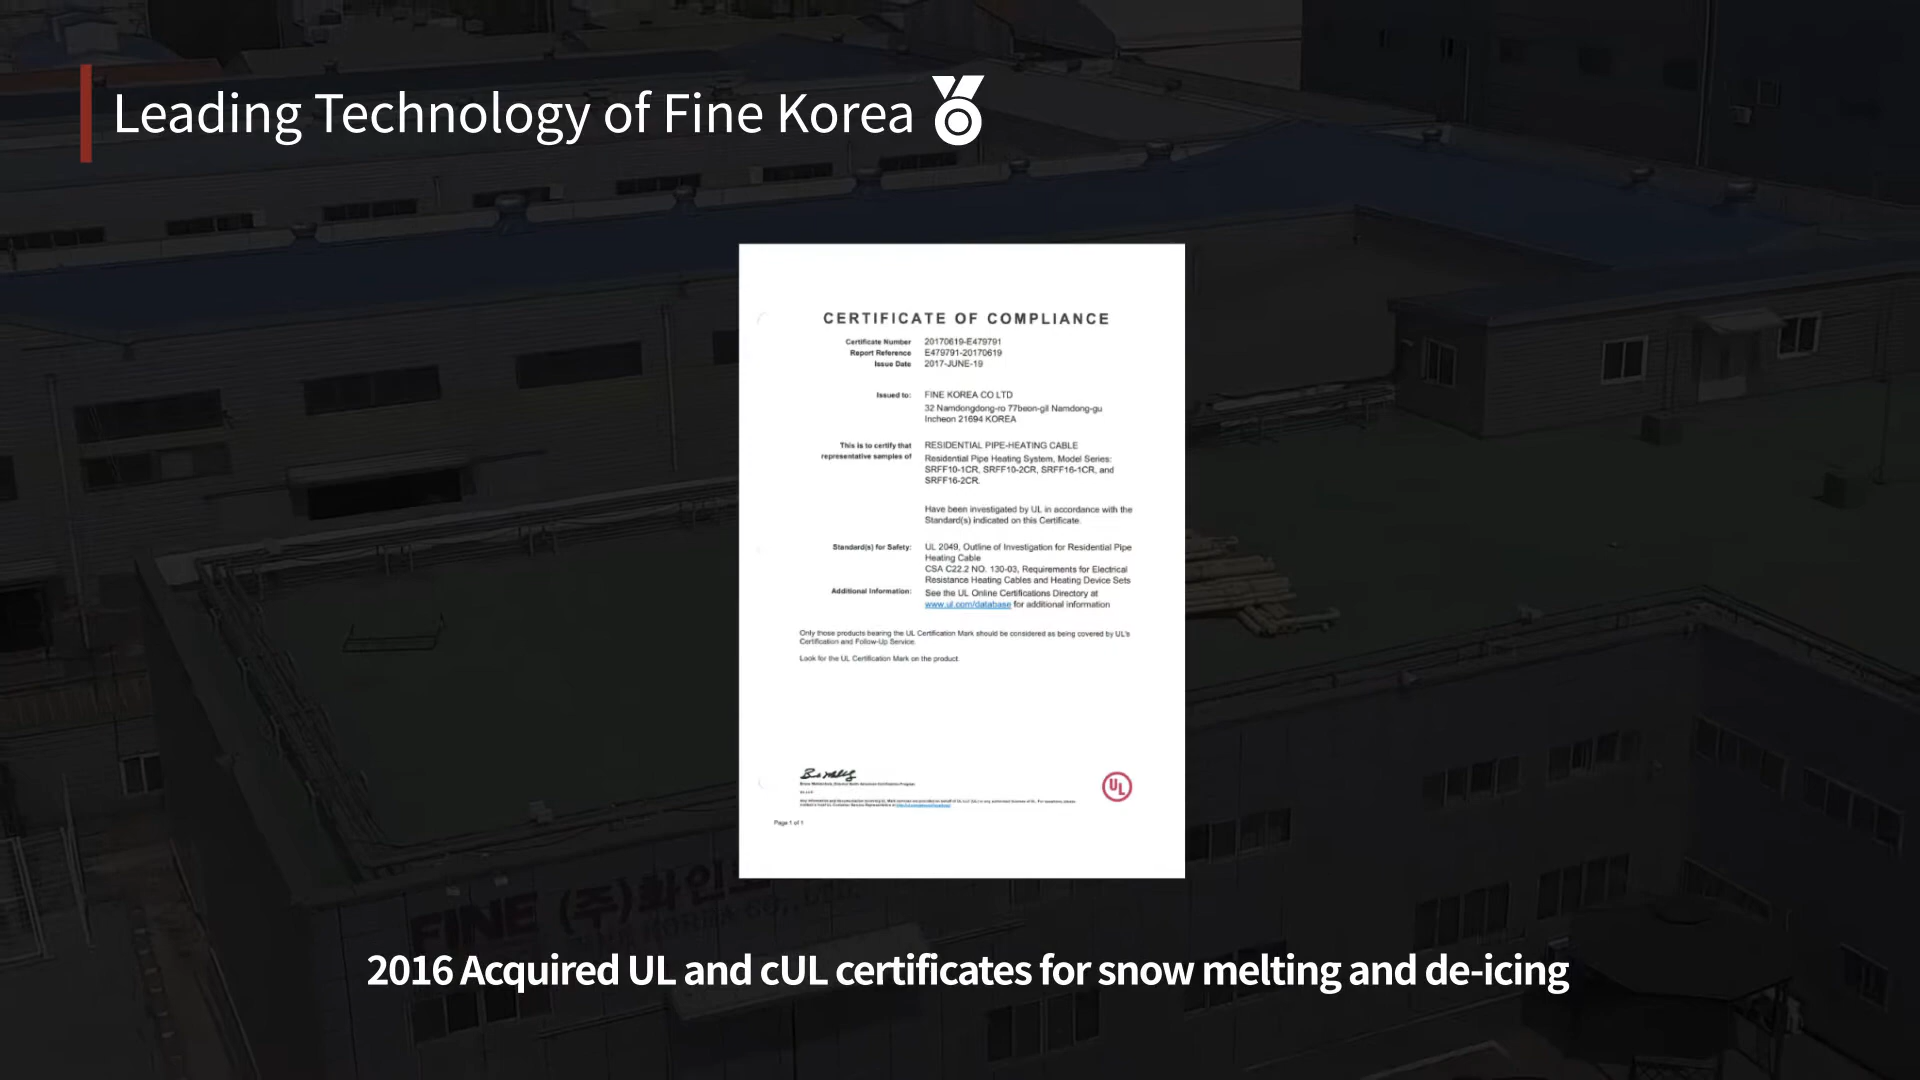 Leading Technology of Fine Korea
CERTIFICATE OF COMPLIANCE
Certificate Number 20170619-E479791
Report Reference E479791-20170619
Issue Date 2017-JUNE-19
Issued to: FINE KOREA CO LTD
32 Namdongdong-ro 77beon-gil Namdong-gu
Incheon 21694 KOREA
This is to certify that RESIDENTIAL PIPE-HEATING CABLE
representative samples of Residential Pipe Heating System, Model Series:
SRFF10-1CR, SRFF10-2CR, SRFF16-1CR, and
SRFF16-2CR.
Have been investigated by UL in accordance with the
Standard(s) indicated on this Certificate.
Standard(s) for Safety: UL 2049, Outline of Investigation for Residential Pipe
Heating Cable
CSA C22.2 NO. 130-03, Requirements for Electrical
Resistance Heating Cables and Heating Device Sets
Additional Information: See the UL Online Certifications Directory at
www.ul.com/database for additional information
Only those products bearing the UL Certification Mark should be considered as being covered by UL's
Certification and Follow-Up Service.
Look for the UL Certification Mark on the product.
UL
Page 1 of 1
FINE (주)화인
KOREA CO., LTD.
2016 Acquired UL and cUL certificates for snow melting and de-icing